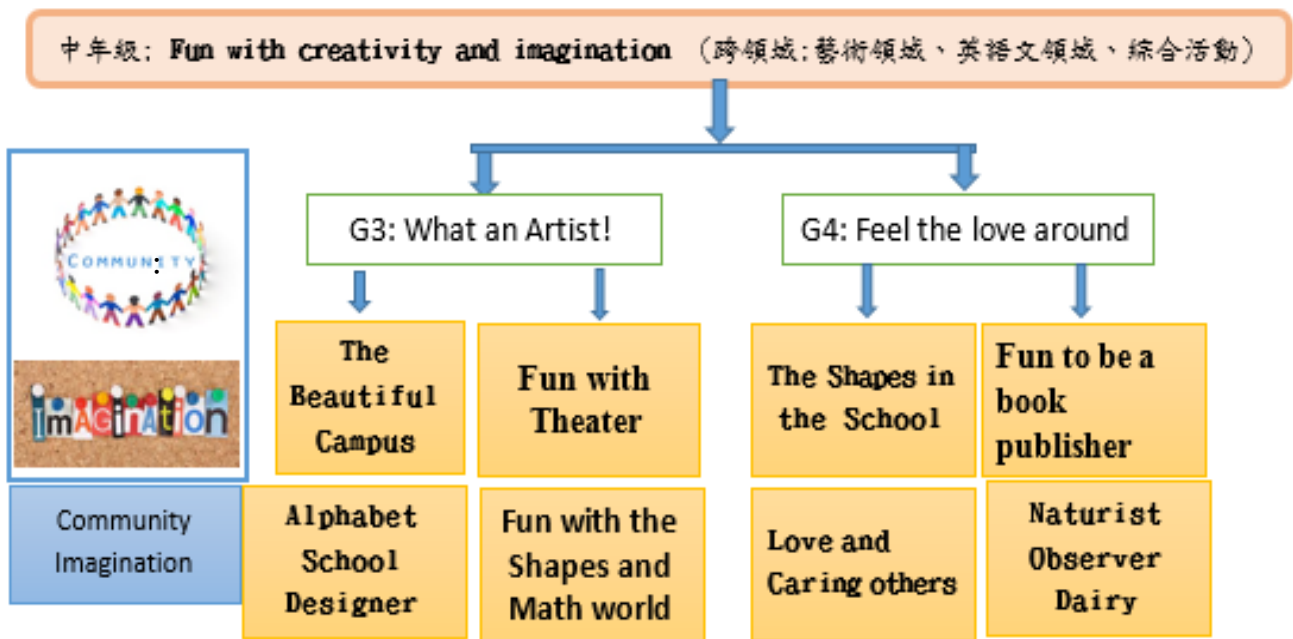 中年級: Fun with creativity and imagination (跨領域:藝術領域、英語文領域、綜合活動)
COMMUNITY
:
ImAGinATiOn
Community
Imagination
G3: What an Artist!
G4: Feel the love around
The
Beautiful
Campus
Fun with
Theater
The Shapes in
the School
Fun to be a
book
publisher
Alphabet
School
Designer
Fun with the
Shapes and
Math world
Love and
Caring others
Naturist
Observer
Dairy